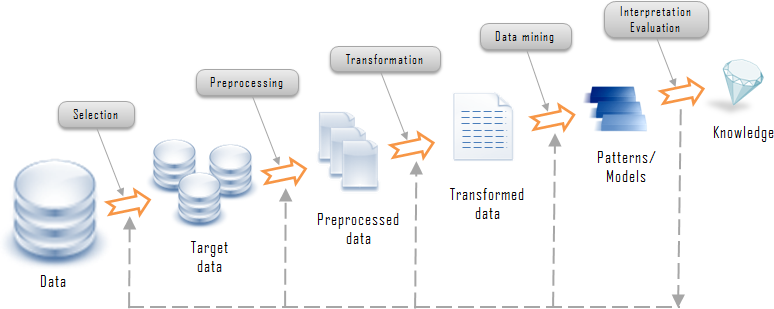 Selection
Preprocessing
Transformation
Data mining
Interpretation
Evaluation
Data
Target
data
Preprocessed
data
Transformed
data
Patterns/
Models
Knowledge